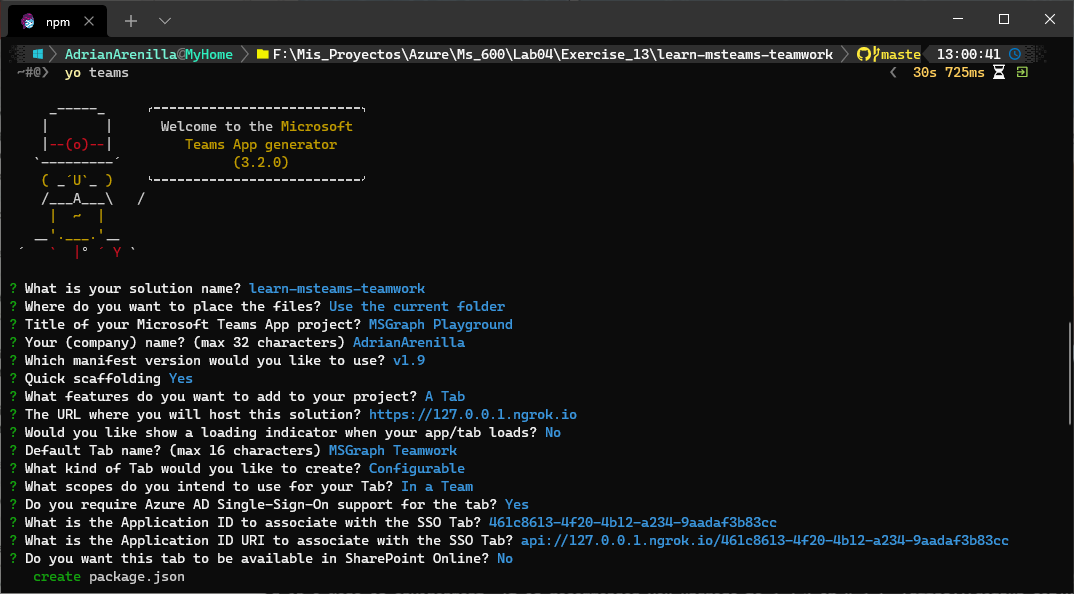 npm
AdrianArenilla@MyHome F:\Mis_Proyectos\Azure\Ms_600\Lab04\Exercise_13\learn-msteams-teamwork maste 13:00:41
~#@❯ yo teams 30s 725ms
Welcome to the Microsoft
Teams App generator
(3.2.0)
? What is your solution name? learn-msteams-teamwork
? Where do you want to place the files? Use the current folder
? Title of your Microsoft Teams App project? MSGraph Playground
? Your (company) name? (max 32 characters) AdrianArenilla
? Which manifest version would you like to use? v1.9
? Quick scaffolding Yes
? What features do you want to add to your project? A Tab
? The URL where you will host this solution? https://127.0.0.1.ngrok.io
? Would you like show a loading indicator when your app/tab loads? No
? Default Tab name? (max 16 characters) MSGraph Teamwork
? What kind of Tab would you like to create? Configurable
? What scopes do you intend to use for your Tab? In a Team
? Do you require Azure AD Single-Sign-On support for the tab? Yes
? What is the Application ID to associate with the SSO Tab? 461c8613-4f20-4b12-a234-9aadaf3b83cc
? What is the Application ID URI to associate with the SSO Tab? api://127.0.0.1.ngrok.io/461c8613-4f20-4b12-a234-9aadaf3b83cc
? Do you want this tab to be available in SharePoint Online? No
create package.json